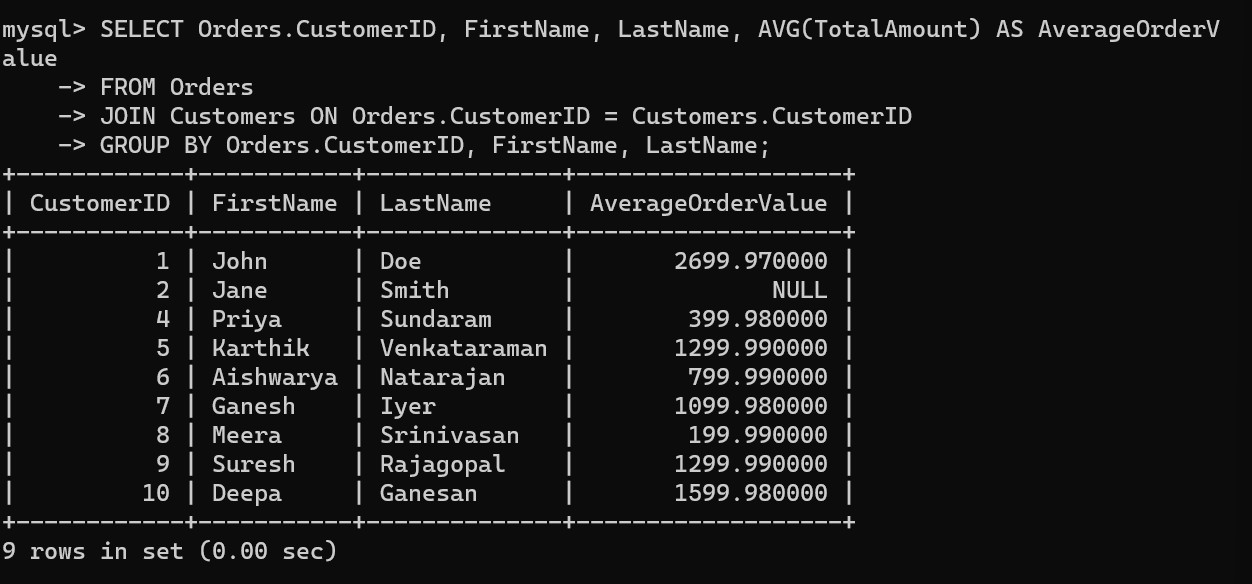 mysql> SELECT Orders.CustomerID, FirstName, LastName, AVG(TotalAmount) AS AverageOrderV
alue
    -> FROM Orders
    -> JOIN Customers ON Orders.CustomerID = Customers.CustomerID
    -> GROUP BY Orders.CustomerID, FirstName, LastName;
+------------+-----------+--------------+-------------------+
| CustomerID | FirstName | LastName     | AverageOrderValue |
+------------+-----------+--------------+-------------------+
|          1 | John      | Doe          |       2699.970000 |
|          2 | Jane      | Smith        |              NULL |
|          4 | Priya     | Sundaram     |        399.980000 |
|          5 | Karthik   | Venkataraman |       1299.990000 |
|          6 | Aishwarya | Natarajan    |        799.990000 |
|          7 | Ganesh    | Iyer         |       1099.980000 |
|          8 | Meera     | Srinivasan   |        199.990000 |
|          9 | Suresh    | Rajagopal    |       1299.990000 |
|         10 | Deepa     | Ganesan      |       1599.980000 |
+------------+-----------+--------------+-------------------+
9 rows in set (0.00 sec)